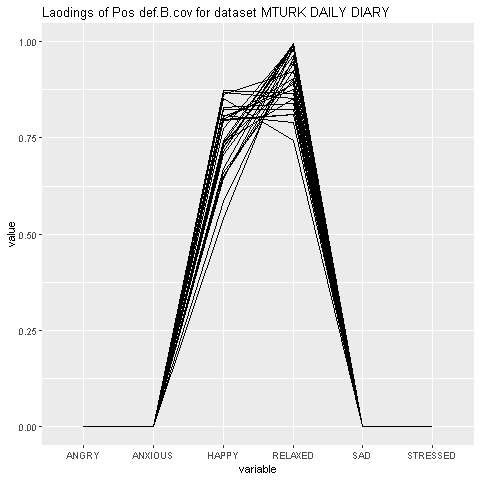 Laodings of Pos def.B.cov for dataset MTURK DAILY DIARY
1.00
0.75
0.50
0.25
0.00
value
ANGRY ANXIOUS HAPPY RELAXED SAD STRESSED
variable